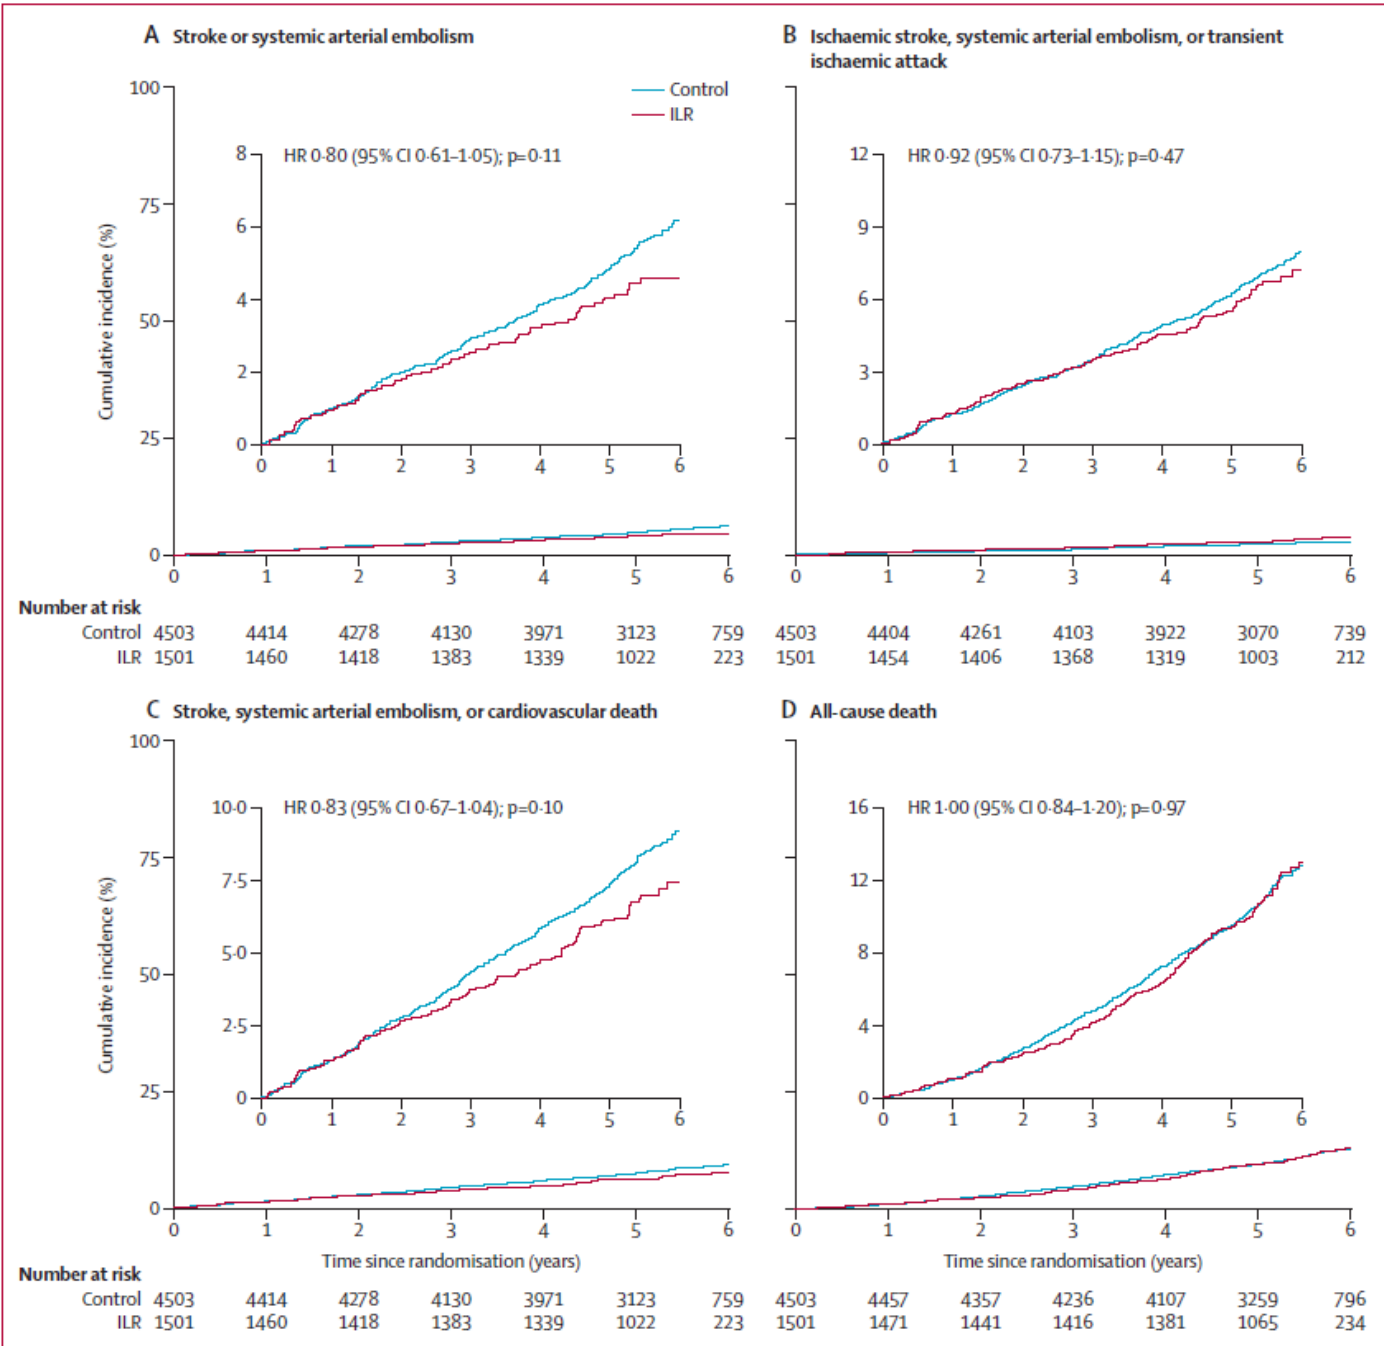 A Stroke or systemic arterial embolism
Control
ILR
HR 0·80 (95% CI 0·61–1·05); p=0·11
Cumulative incidence (%)
100
75
50
25
0
8
6
4
2
0
0 1 2 3 4 5 6
0 1 2 3 4 5 6
B Ischaemic stroke, systemic arterial embolism, or transient
ischaemic attack
HR 0·92 (95% CI 0·73–1·15); p=0·47
12
9
6
3
0
0 1 2 3 4 5 6
0 1 2 3 4 5 6
Number at risk
Control 4503 4414 4278 4130 3971 3123 759 4503 4404 4261 4103 3922 3070 739
ILR 1501 1460 1418 1383 1339 1022 223 1501 1454 1406 1368 1319 1003 212
C Stroke, systemic arterial embolism, or cardiovascular death
HR 0·83 (95% CI 0·67–1·04); p=0·10
Cumulative incidence (%)
100
75
50
25
0
10·0
7·5
5·0
2·5
0
0 1 2 3 4 5 6
0 1 2 3 4 5 6
Time since randomisation (years)
D All-cause death
HR 1·00 (95% CI 0·84–1·20); p=0·97
16
12
8
4
0
0 1 2 3 4 5 6
0 1 2 3 4 5 6
Time since randomisation (years)
Number at risk
Control 4503 4414 4278 4130 3971 3123 759 4503 4457 4357 4236 4107 3259 796
ILR 1501 1460 1418 1383 1339 1022 223 1501 1471 1441 1416 1381 1065 234